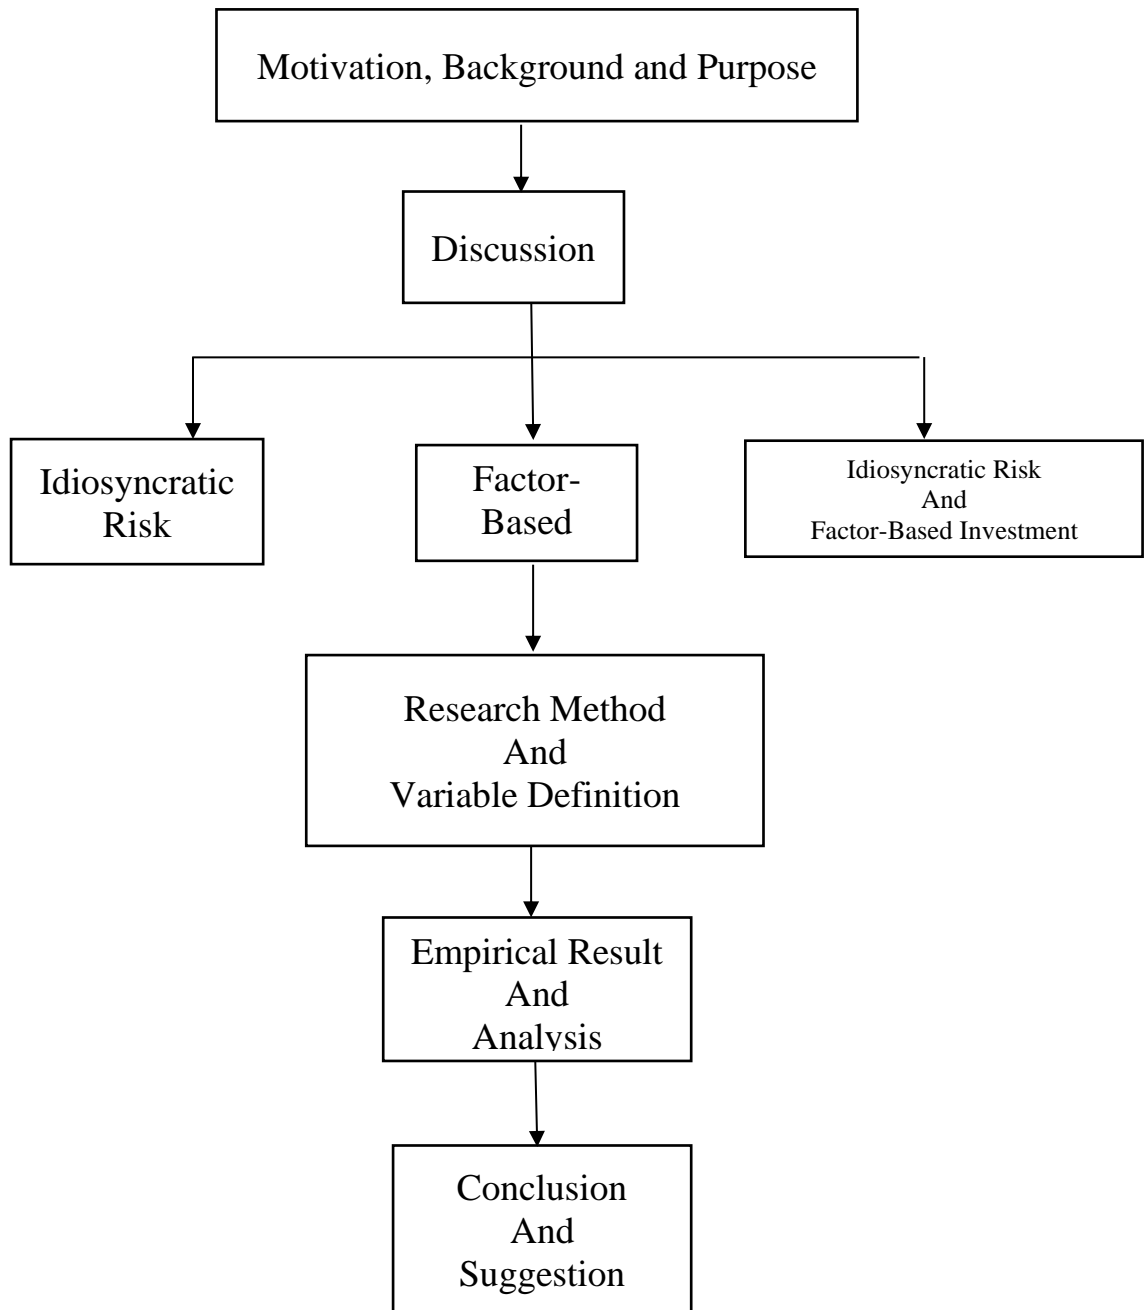 Motivation, Background and Purpose
Discussion
Idiosyncratic
Risk
Factor-
Based
Idiosyncratic Risk
And
Factor-Based Investment
Research Method
And
Variable Definition
Empirical Result
And
Analysis
Conclusion
And
Suggestion